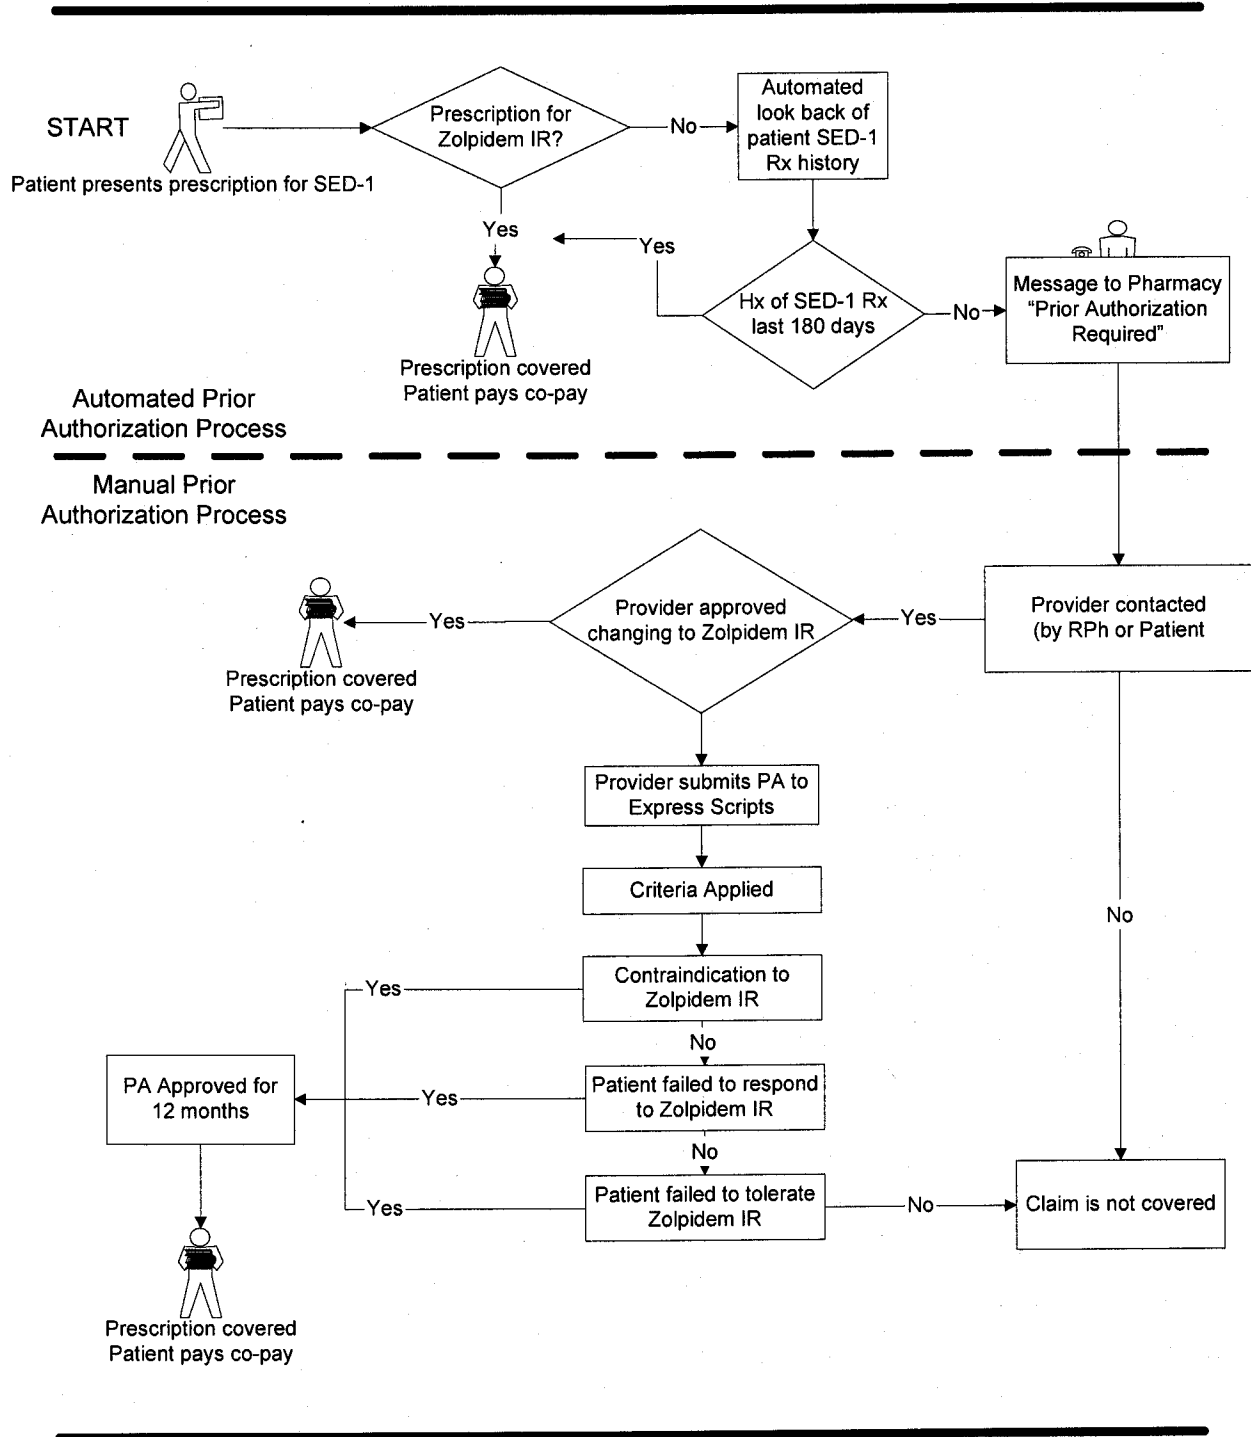 START
Patient presents prescription for SED-1
Prescription for
Zolpidem IR?
No
Automated
look back of
patient SED-1
Rx history
Yes
Prescription covered
Patient pays co-pay
Yes
Hx of SED-1 Rx
last 180 days
No
Message to Pharmacy
“Prior Authorization
Required”
Automated Prior
Authorization Process
Manual Prior
Authorization Process
Provider contacted
(by RPh or Patient
Yes
Provider approved
changing to Zolpidem IR
Yes
Prescription covered
Patient pays co-pay
Provider submits PA to
Express Scripts
Criteria Applied
No
Contraindication to
Zolpidem IR
Yes
No
Patient failed to respond
to Zolpidem IR
Yes
No
Patient failed to tolerate
Zolpidem IR
Yes
No
PA Approved for
12 months
Claim is not covered
Prescription covered
Patient pays co-pay